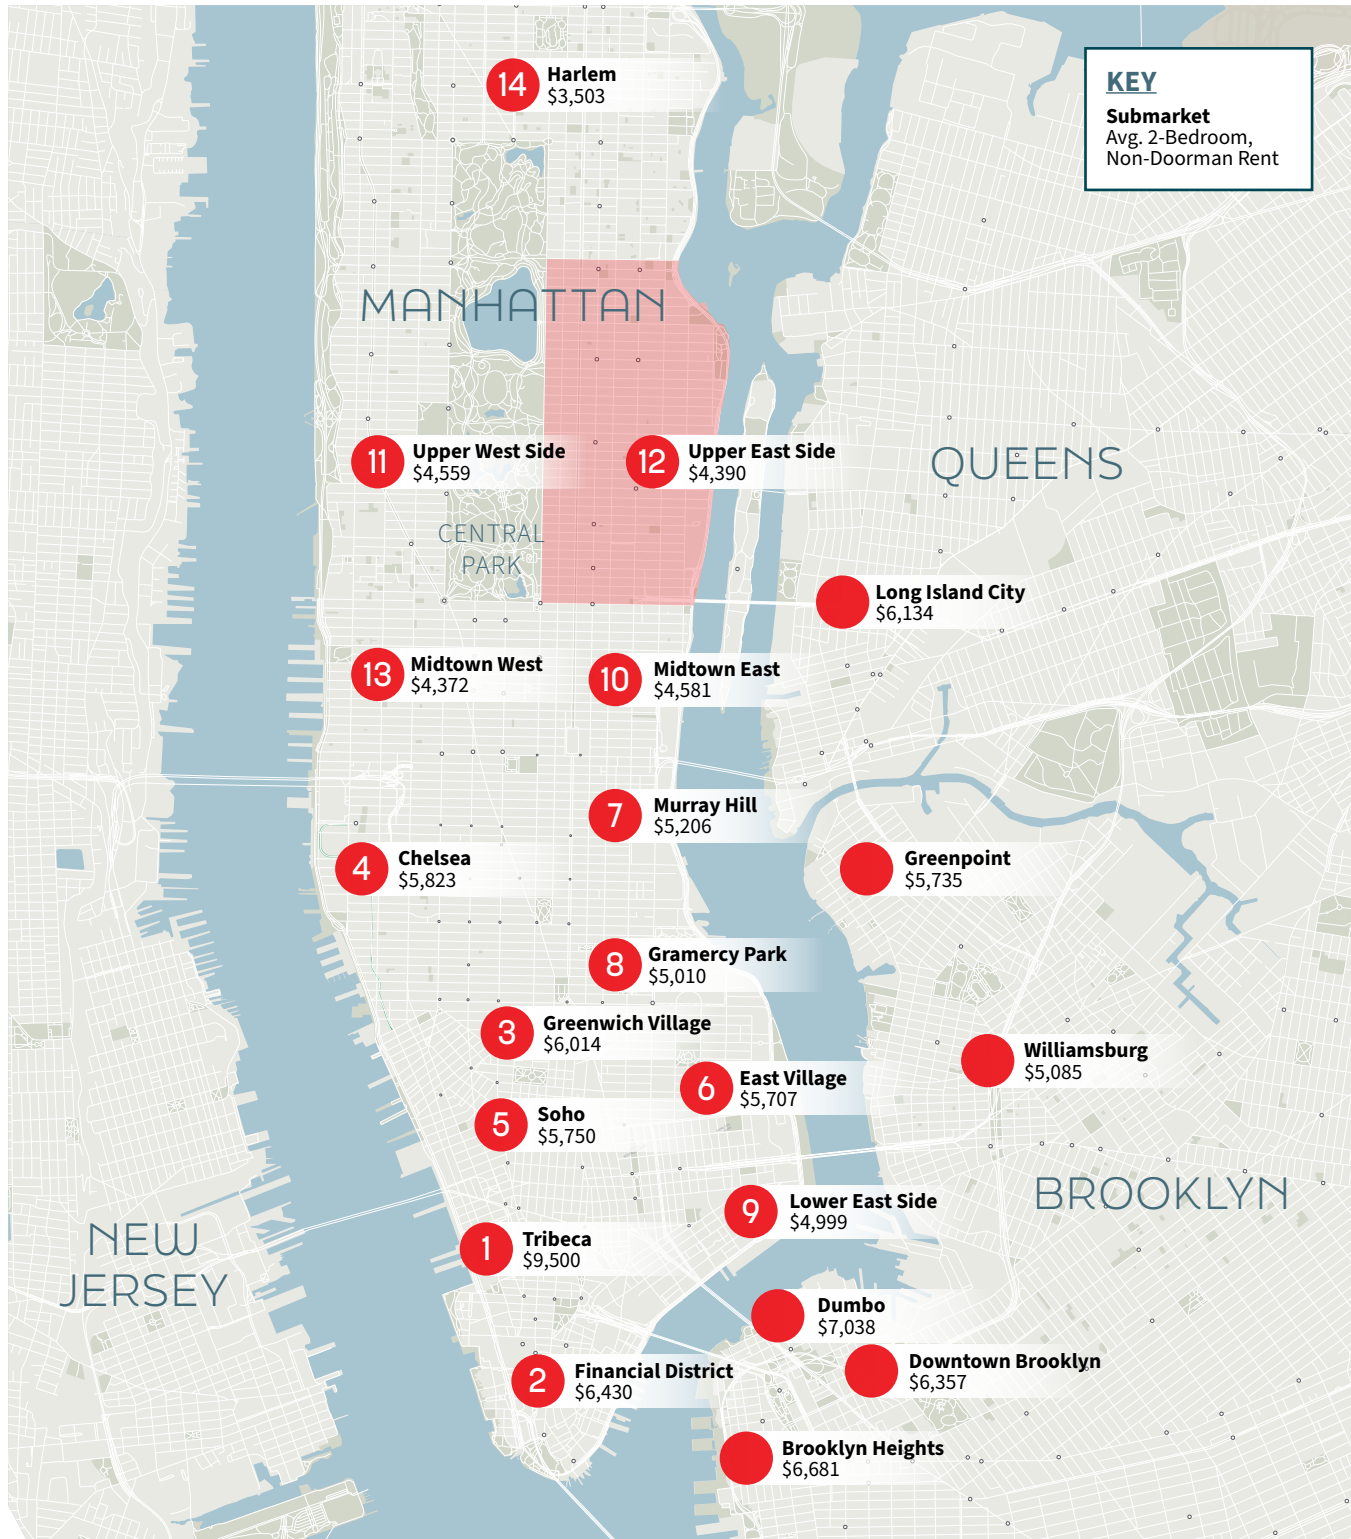 14
Harlem
$3,503
KEY
Submarket
Avg. 2-Bedroom,
Non-Doorman Rent
MANHATTAN
11
Upper West Side
$4,559
12
Upper East Side
$4,390
QUEENS
CENTRAL
PARK
Long Island City
$6,134
13
Midtown West
$4,372
10
Midtown East
$4,581
7
Murray Hill
$5,206
4
Chelsea
$5,823
Greenpoint
$5,735
8
Gramercy Park
$5,010
3
Greenwich Village
$6,014
Williamsburg
$5,085
6
East Village
$5,707
5
Soho
$5,750
BROOKLYN
9
Lower East Side
$4,999
NEW
JERSEY
1
Tribeca
$9,500
Dumbo
$7,038
2
Financial District
$6,430
Downtown Brooklyn
$6,357
Brooklyn Heights
$6,681